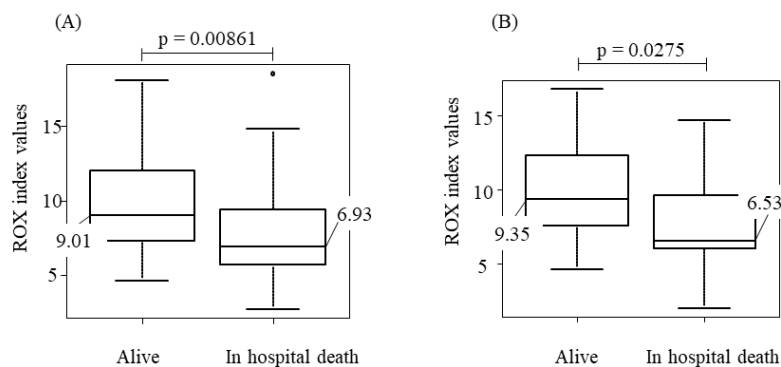 (A)
p = 0.00861
ROX index values
15
10
5
9.01
6.93
Alive
In hospital death
(B)
p = 0.0275
ROX index values
15
10
5
9.35
6.53
Alive
In hospital death